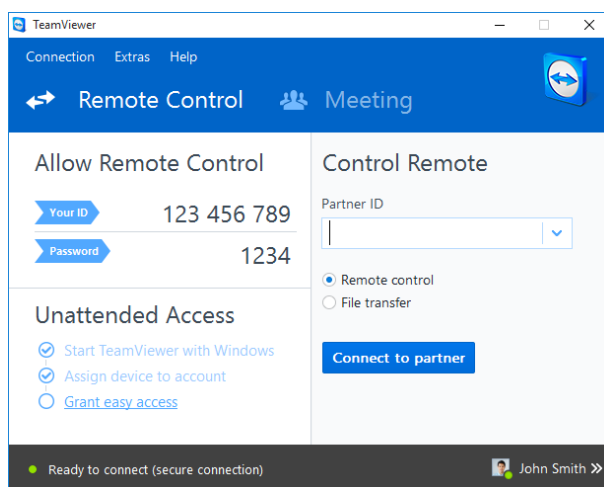 TeamViewer
Connection Extras Help
Remote Control Meeting
Allow Remote Control
Your ID 123 456 789
Password 1234
Unattended Access
Start TeamViewer with Windows
Assign device to account
Grant easy access
Control Remote
Partner ID
Remote control
File transfer
Connect to partner
Ready to connect (secure connection)
John Smith